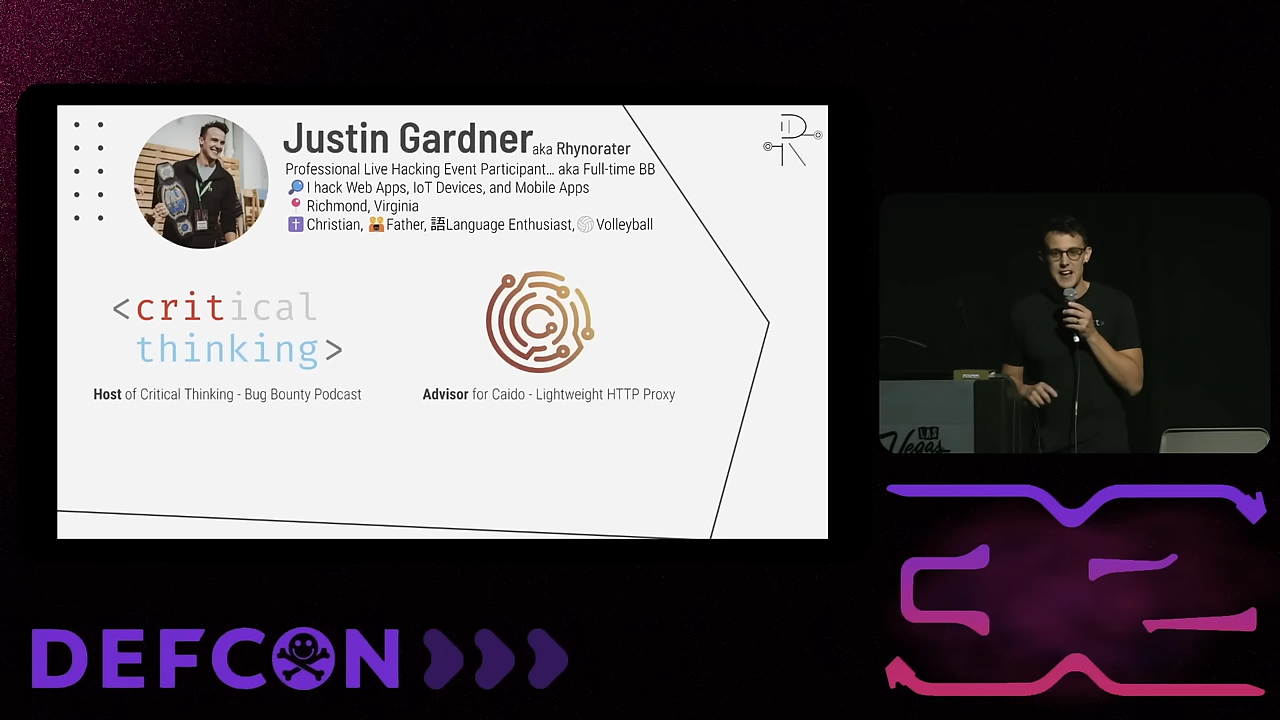 Justin Gardner aka Rhynorater
Professional Live Hacking Event Participant... aka Full-time BB
I hack Web Apps, IoT Devices, and Mobile Apps
Richmond, Virginia
Christian, Father, 語Language Enthusiast, Volleyball
<critical
thinking>
Host of Critical Thinking - Bug Bounty Podcast
Advisor for Caido - Lightweight HTTP Proxy
LAS
Vegas
DEFCON